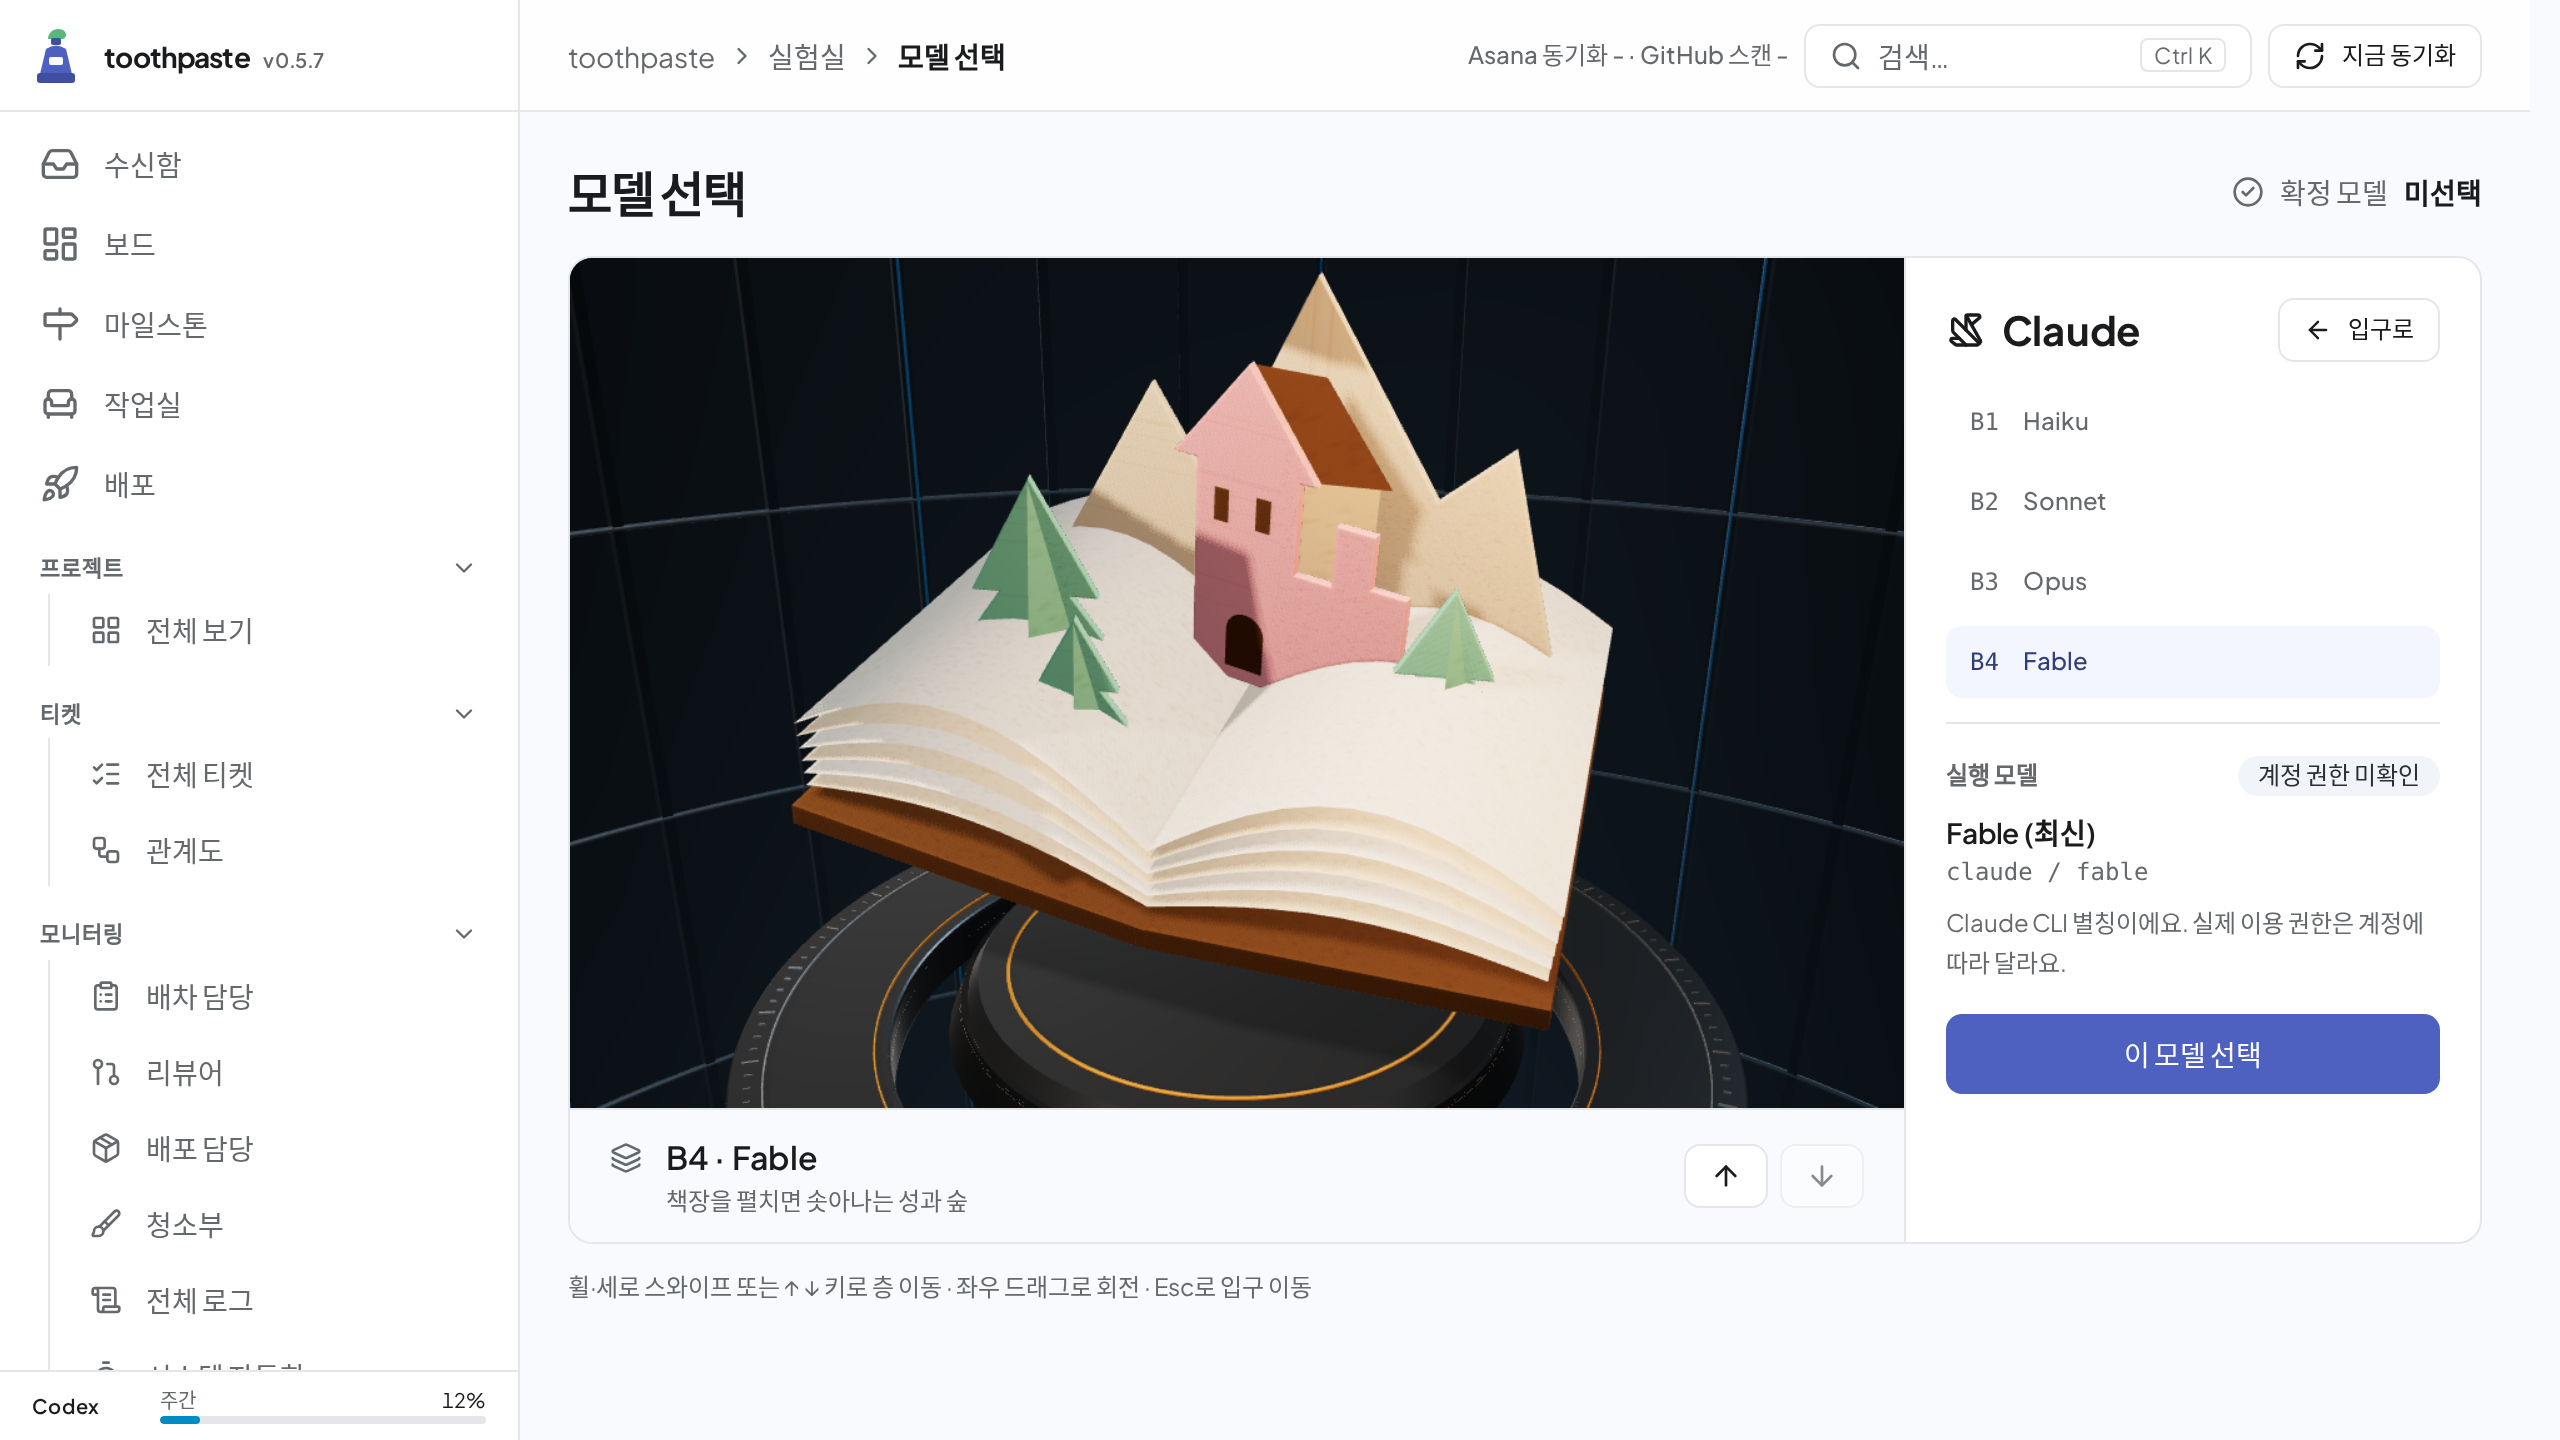 toothpaste v0.5.7
toothpaste > 실험실 > 모델 선택
Asana 동기화 - · GitHub 스캔 -
검색...
Ctrl K
지금 동기화
수신함
보드
마일스톤
작업실
배포
프로젝트
전체 보기
티켓
전체 티켓
관계도
모니터링
배차 담당
리뷰어
배포 담당
청소부
전체 로그
Codex
주간
12%
모델 선택
확정 모델 미선택
Claude
입구로
B1 Haiku
B2 Sonnet
B3 Opus
B4 Fable
실행 모델
계정 권한 미확인
Fable (최신)
claude / fable
Claude CLI 별칭이에요. 실제 이용 권한은 계정에
따라 달라요.
이 모델 선택
B4 · Fable
책장을 펼치면 솟아나는 성과 숲
휠·세로 스와이프 또는 ↑ ↓ 키로 층 이동 · 좌우 드래그로 회전 · Esc로 입구 이동